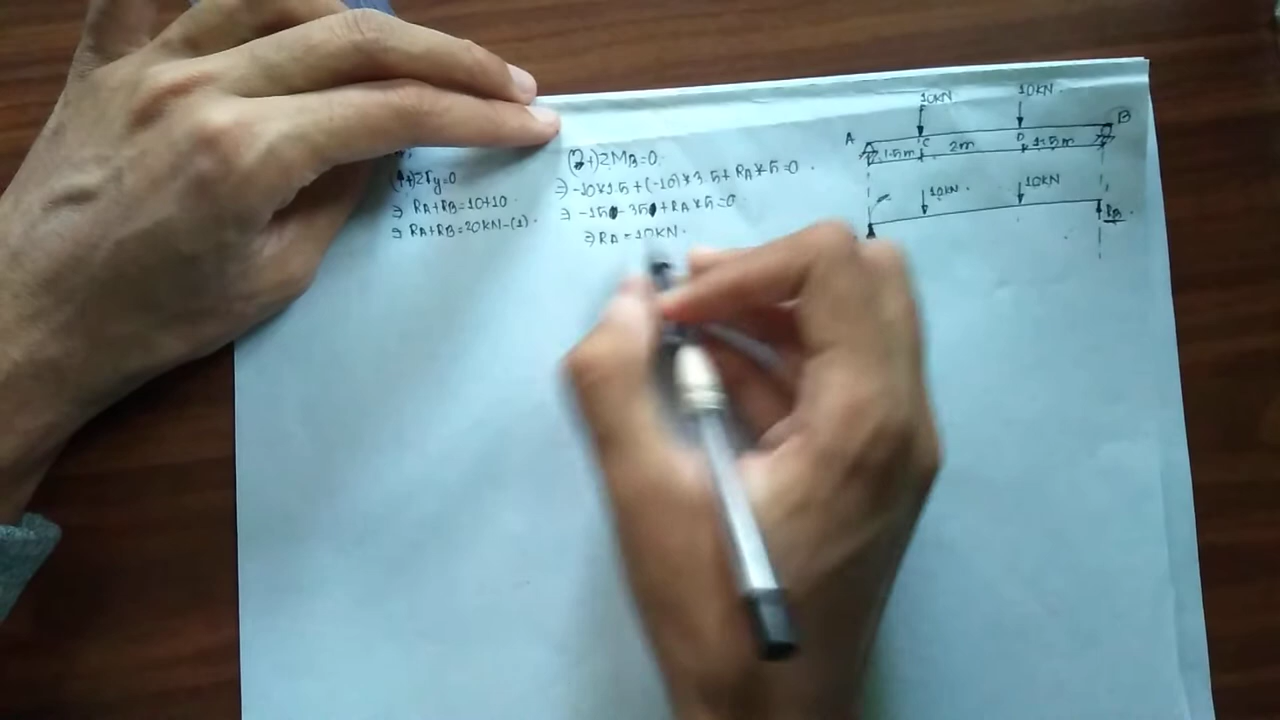 (↑+)ΣFy=0
⇒ RA+RB=10+10
⇒ RA+RB=20KN-(1).
ΣMB=0.
⇒ -10*1.5+(-10)*3.5+RA*5=0.
⇒ -15-35+RA*5=0
⇒ RA=10KN.
10KN 10KN.
A B
1.5m C 2m D 1.5m
10KN. 10KN
RB.